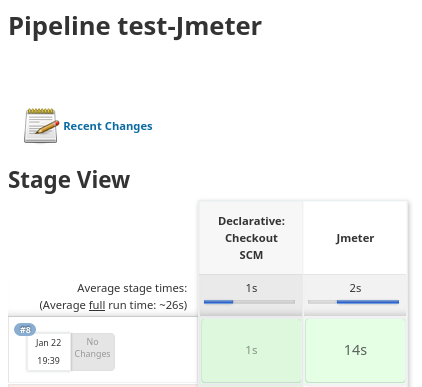 Pipeline test-Jmeter
Recent Changes
Stage View
Declarative:
Checkout
SCM
Jmeter
Average stage times:
(Average full run time: ~26s)
1s
2s
#8
Jan 22
19:39
No
Changes
1s
14s